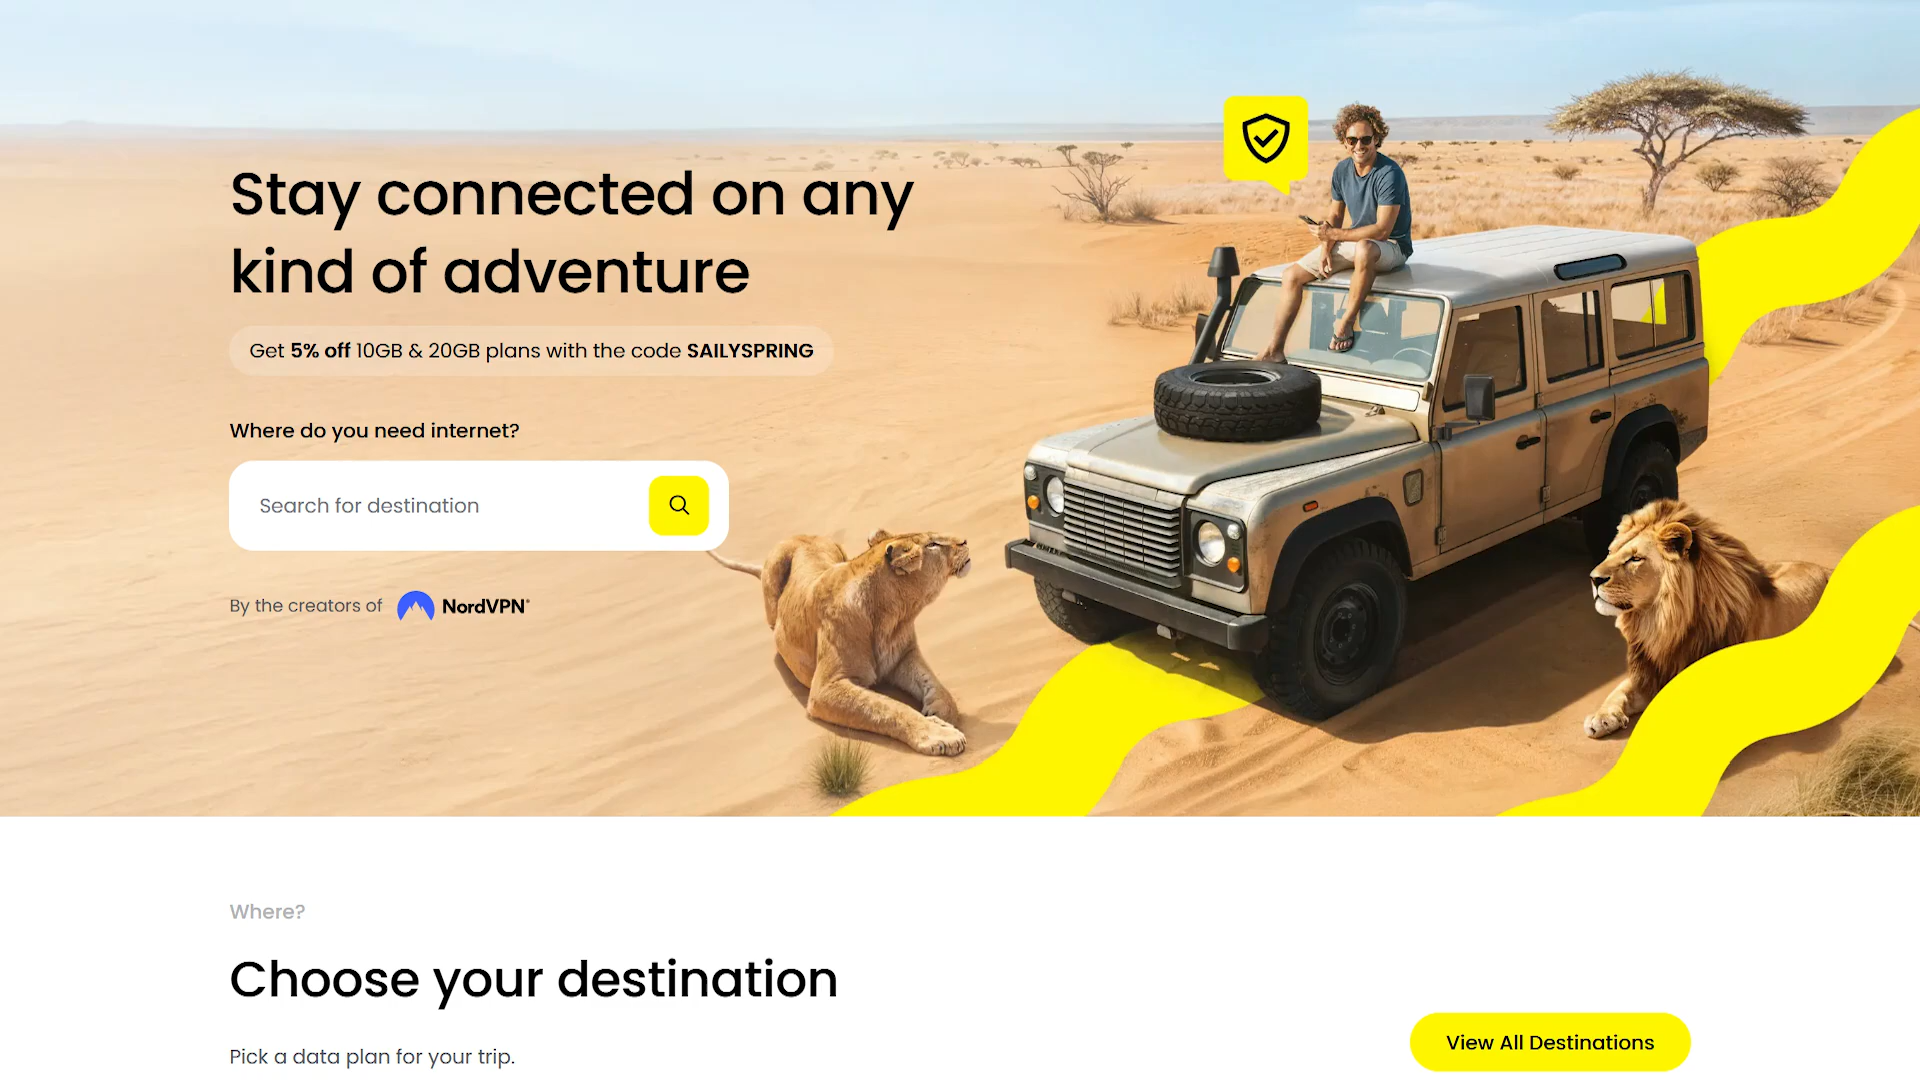 Stay connected on any
kind of adventure
Get 5% off 10GB & 20GB plans with the code SAILYSPRING
Where do you need internet?
Search for destination
By the creators of NordVPN®
Where?
Choose your destination
Pick a data plan for your trip.
View All Destinations